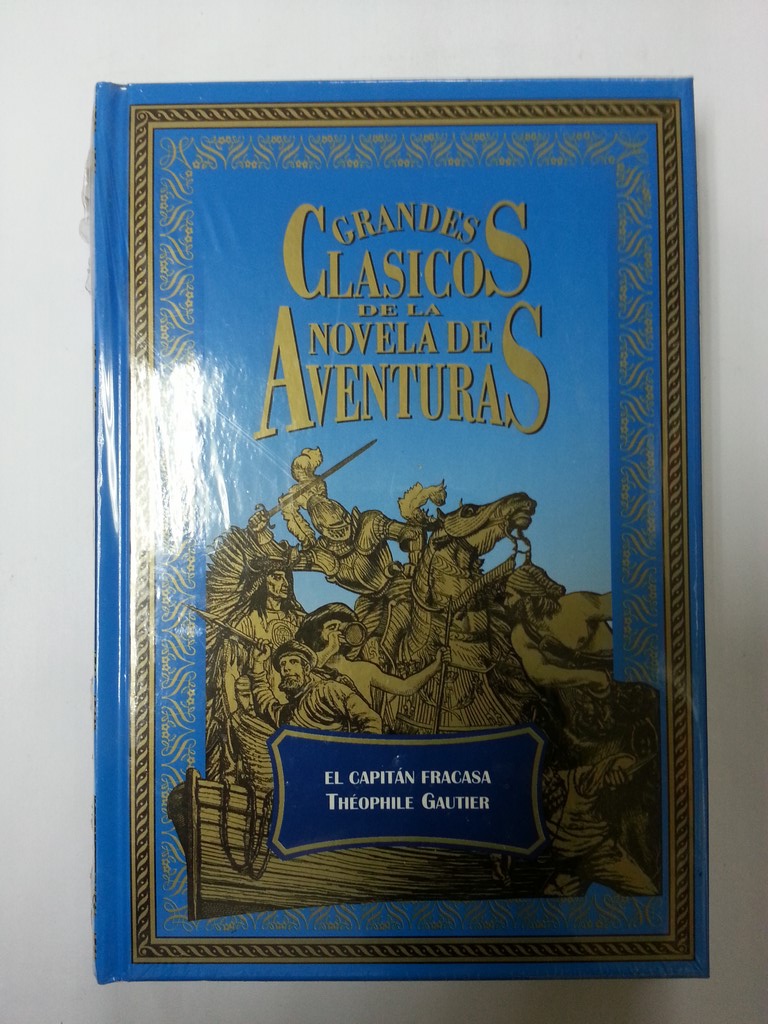 GRANDES
CLASICOS
DE LA
NOVELA DE
AVENTURAS
EL CAPITÁN FRACASA
THÉOPHILE GAUTIER